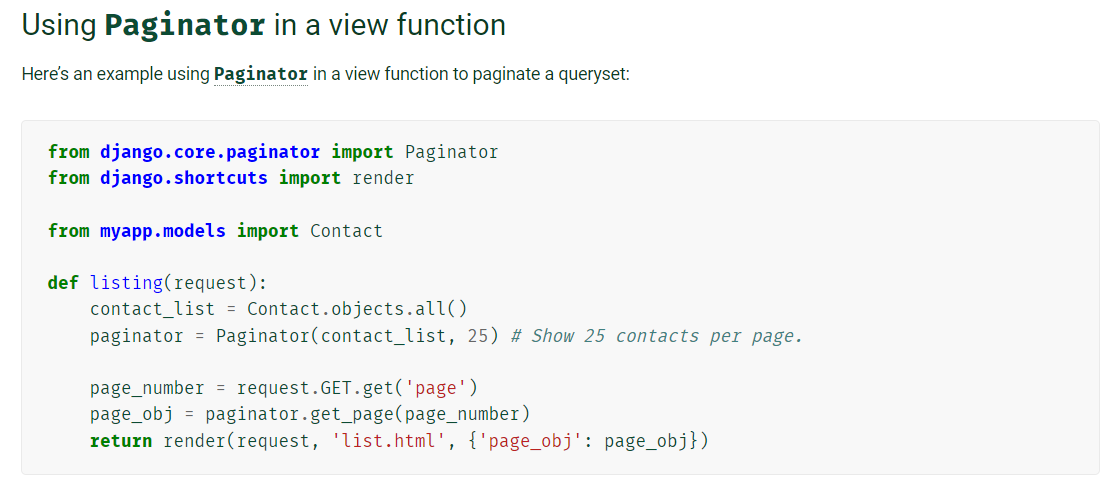 Using Paginator in a view function
Here’s an example using Paginator in a view function to paginate a queryset:
from django.core.paginator import Paginator
from django.shortcuts import render
from myapp.models import Contact
def listing(request):
    contact_list = Contact.objects.all()
    paginator = Paginator(contact_list, 25) # Show 25 contacts per page.
    page_number = request.GET.get('page')
    page_obj = paginator.get_page(page_number)
    return render(request, 'list.html', {'page_obj': page_obj})